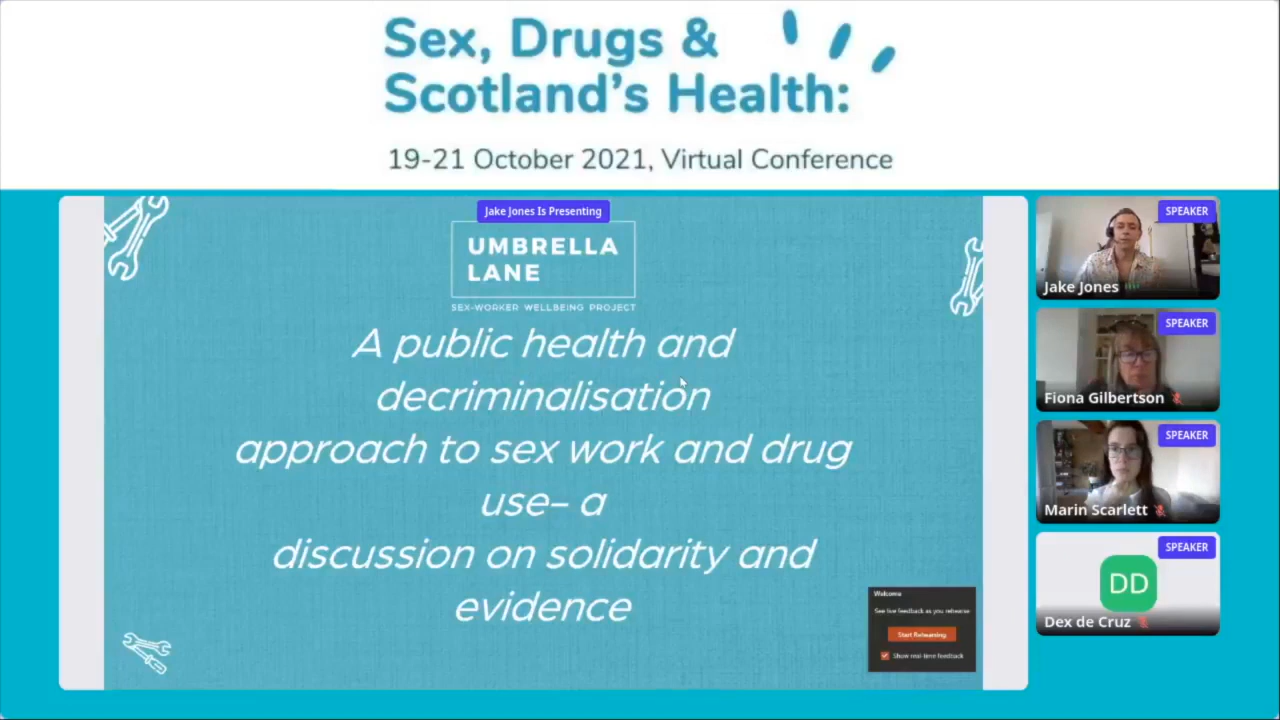 Sex, Drugs &
Scotland's Health:
19-21 October 2021, Virtual Conference
Jake Jones Is Presenting
UMBRELLA
LANE
SEX-WORKER WELLBEING PROJECT
A public health and
decriminalisation
approach to sex work and drug
use– a
discussion on solidarity and
evidence
Welcome
See live feedback as you rehearse
Start Rehearsing
Show real-time feedback
SPEAKER
Jake Jones
SPEAKER
Fiona Gilbertson
SPEAKER
Marin Scarlett
SPEAKER
DD
Dex de Cruz